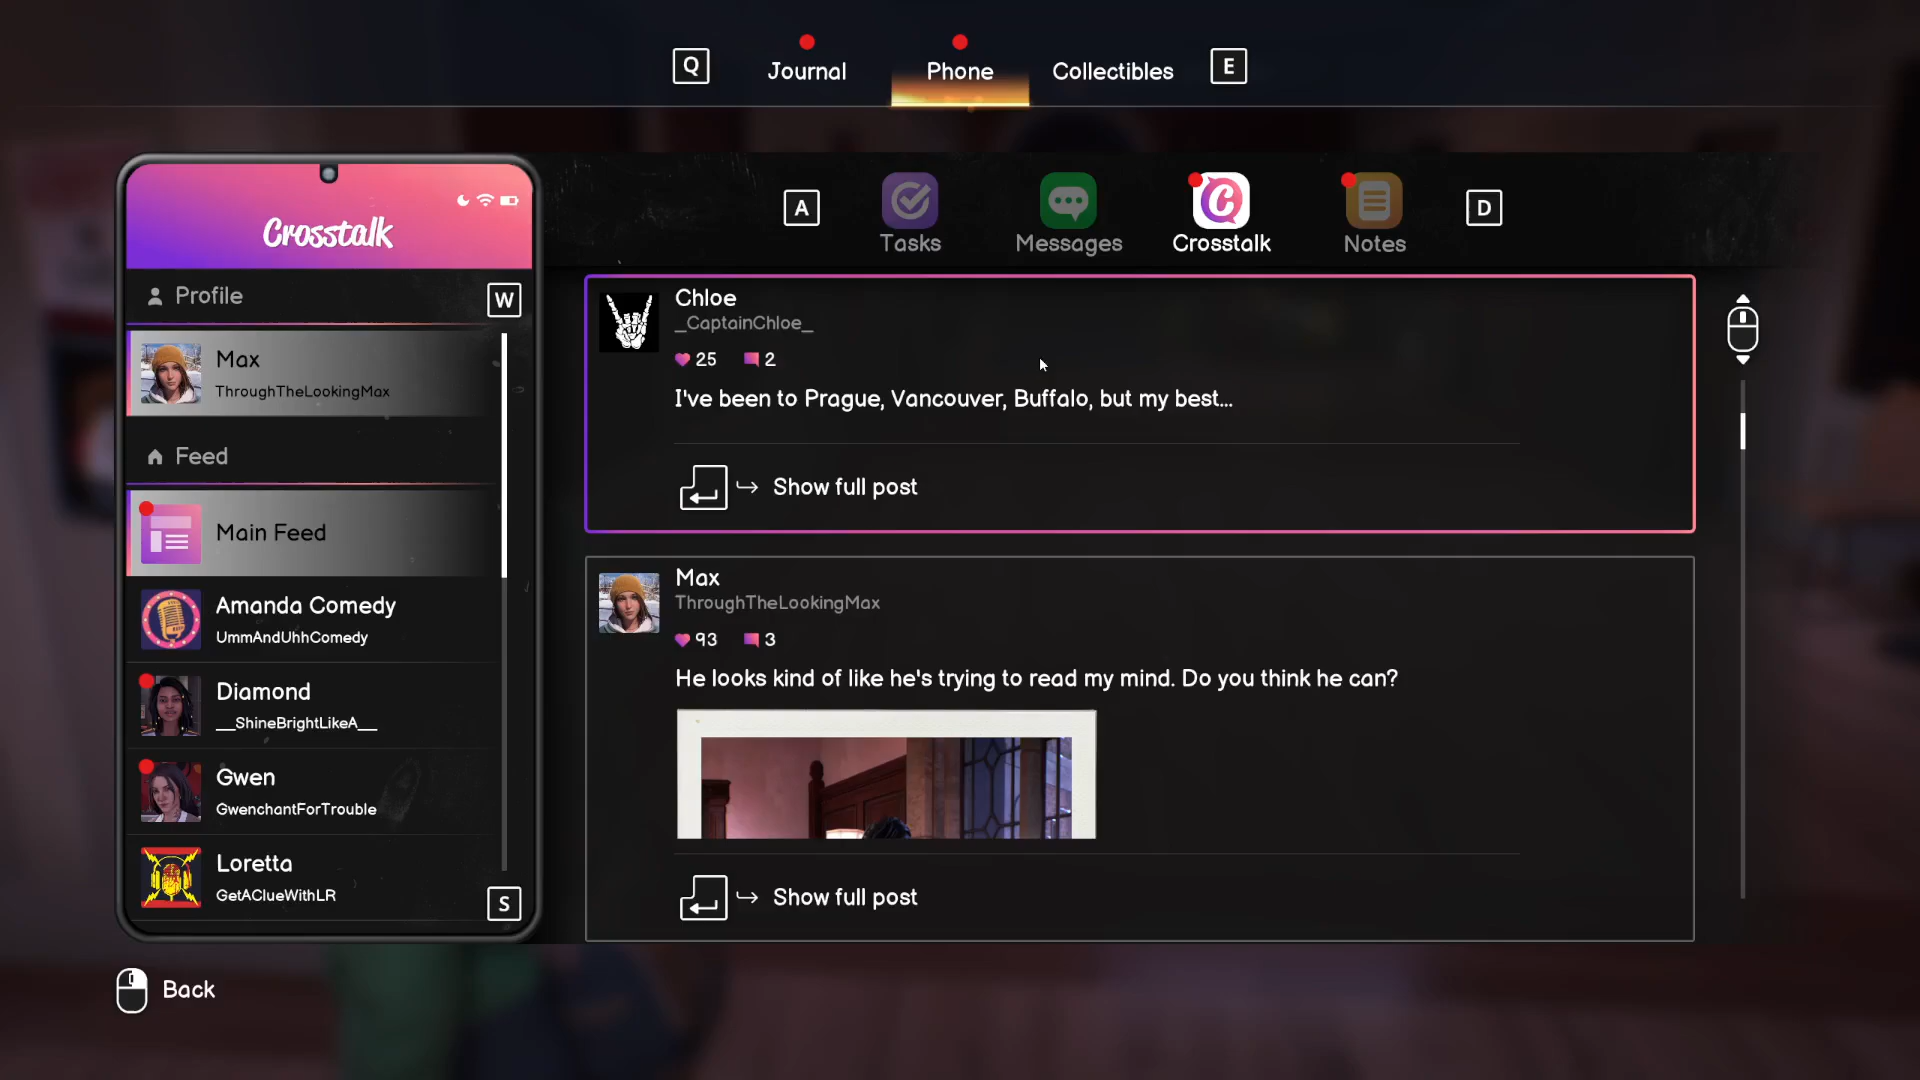 Q
Journal
Phone
Collectibles
E
Crosstalk
Profile
W
Max
ThroughTheLookingMax
Feed
Main Feed
Amanda Comedy
UmmAndUhhComedy
Diamond
__ShineBrightLikeA__
Gwen
GwenchantForTrouble
Loretta
GetAClueWithLR
S
A
Tasks
Messages
Crosstalk
Notes
D
Chloe
_CaptainChloe_
25 2
I've been to Prague, Vancouver, Buffalo, but my best...
Show full post
Max
ThroughTheLookingMax
93 3
He looks kind of like he's trying to read my mind. Do you think he can?
Show full post
Back